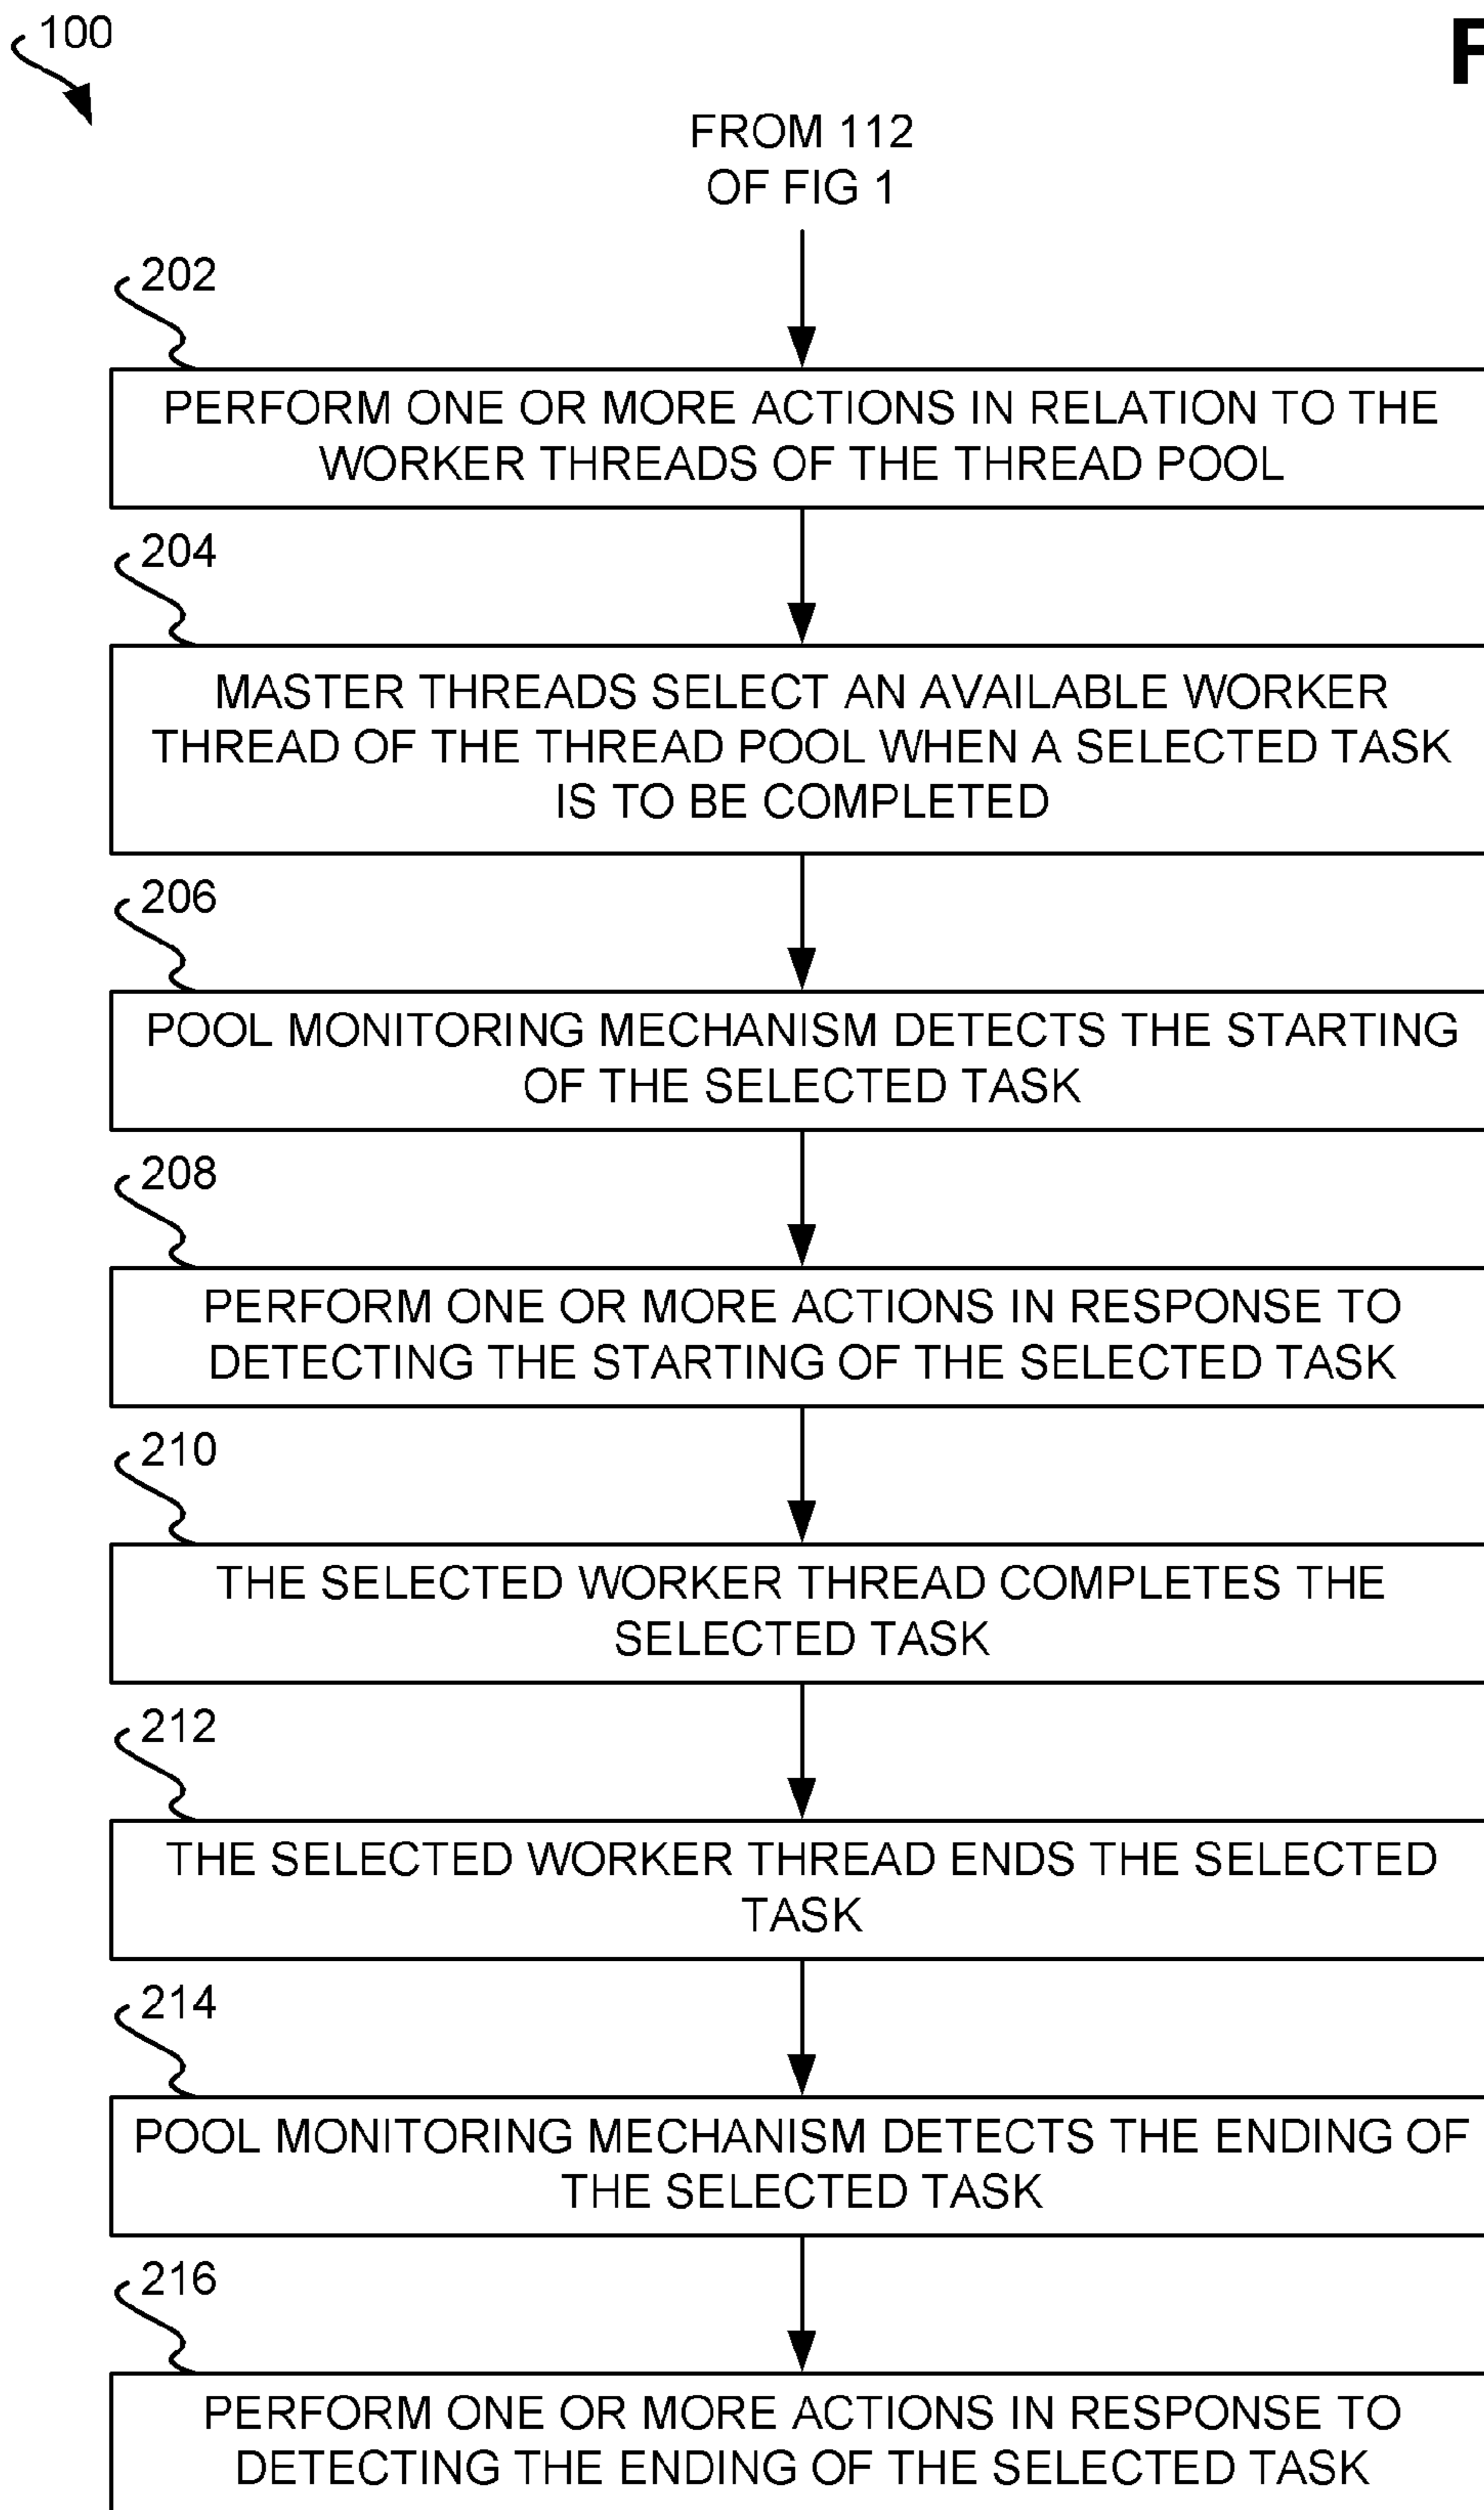 100
FROM 112
OF FIG 1
202
PERFORM ONE OR MORE ACTIONS IN RELATION TO THE
WORKER THREADS OF THE THREAD POOL
204
MASTER THREADS SELECT AN AVAILABLE WORKER
THREAD OF THE THREAD POOL WHEN A SELECTED TASK
IS TO BE COMPLETED
206
POOL MONITORING MECHANISM DETECTS THE STARTING
OF THE SELECTED TASK
208
PERFORM ONE OR MORE ACTIONS IN RESPONSE TO
DETECTING THE STARTING OF THE SELECTED TASK
210
THE SELECTED WORKER THREAD COMPLETES THE
SELECTED TASK
212
THE SELECTED WORKER THREAD ENDS THE SELECTED
TASK
214
POOL MONITORING MECHANISM DETECTS THE ENDING OF
THE SELECTED TASK
216
PERFORM ONE OR MORE ACTIONS IN RESPONSE TO
DETECTING THE ENDING OF THE SELECTED TASK